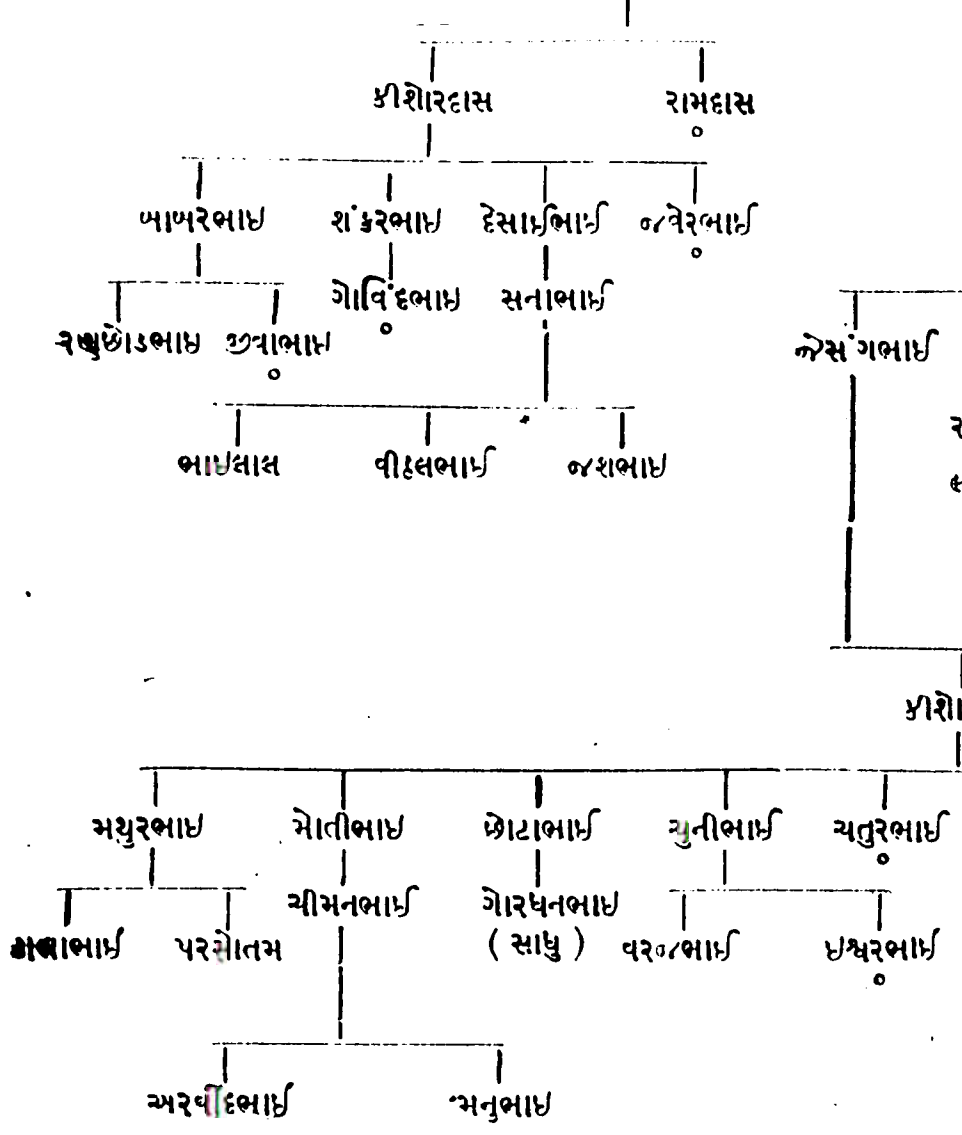 કીશોરદાસ રામદાસ
બાબરભાઇ શંકરભાઇ દેસાઈભાઈ જવેરભાઈ
ગોવિંદભાઇ સનાભાઈ
રણછોડભાઇ જીવાભાઇ જેસંગભાઈ
ભાઇલાલ વીઠ્ઠલભાઈ જશભાઇ
મથુરભાઇ મોતીભાઇ છોટાભાઈ ચુનીભાઈ ચતુરભાઈ
ચીમનભાઈ ગોરધનભાઇ
પરસોતમ (સાધુ) વરજભાઈ ઇશ્વરભાઈ
અરવીંદભાઈ મનુભાઇ